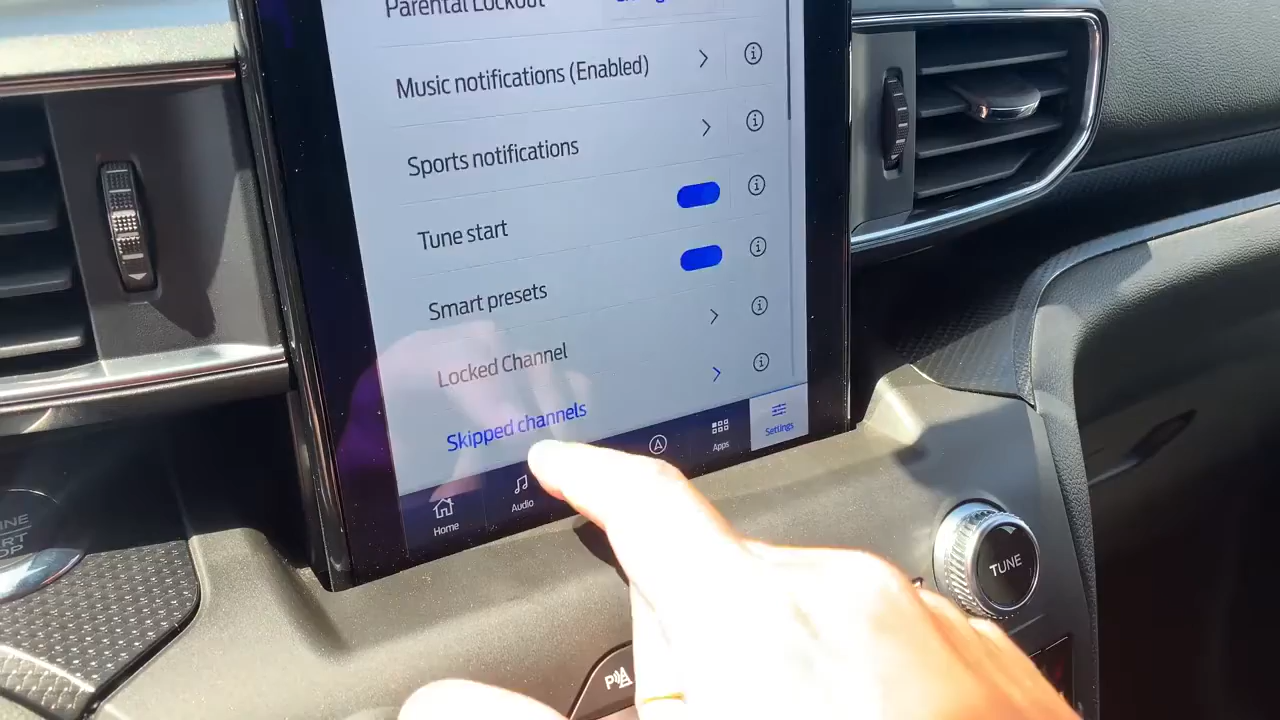 Parental Lockout
Music notifications (Enabled)
Sports notifications
Tune start
Smart presets
Locked Channel
Skipped channels
Home
Audio
Apps
Settings
TUNE